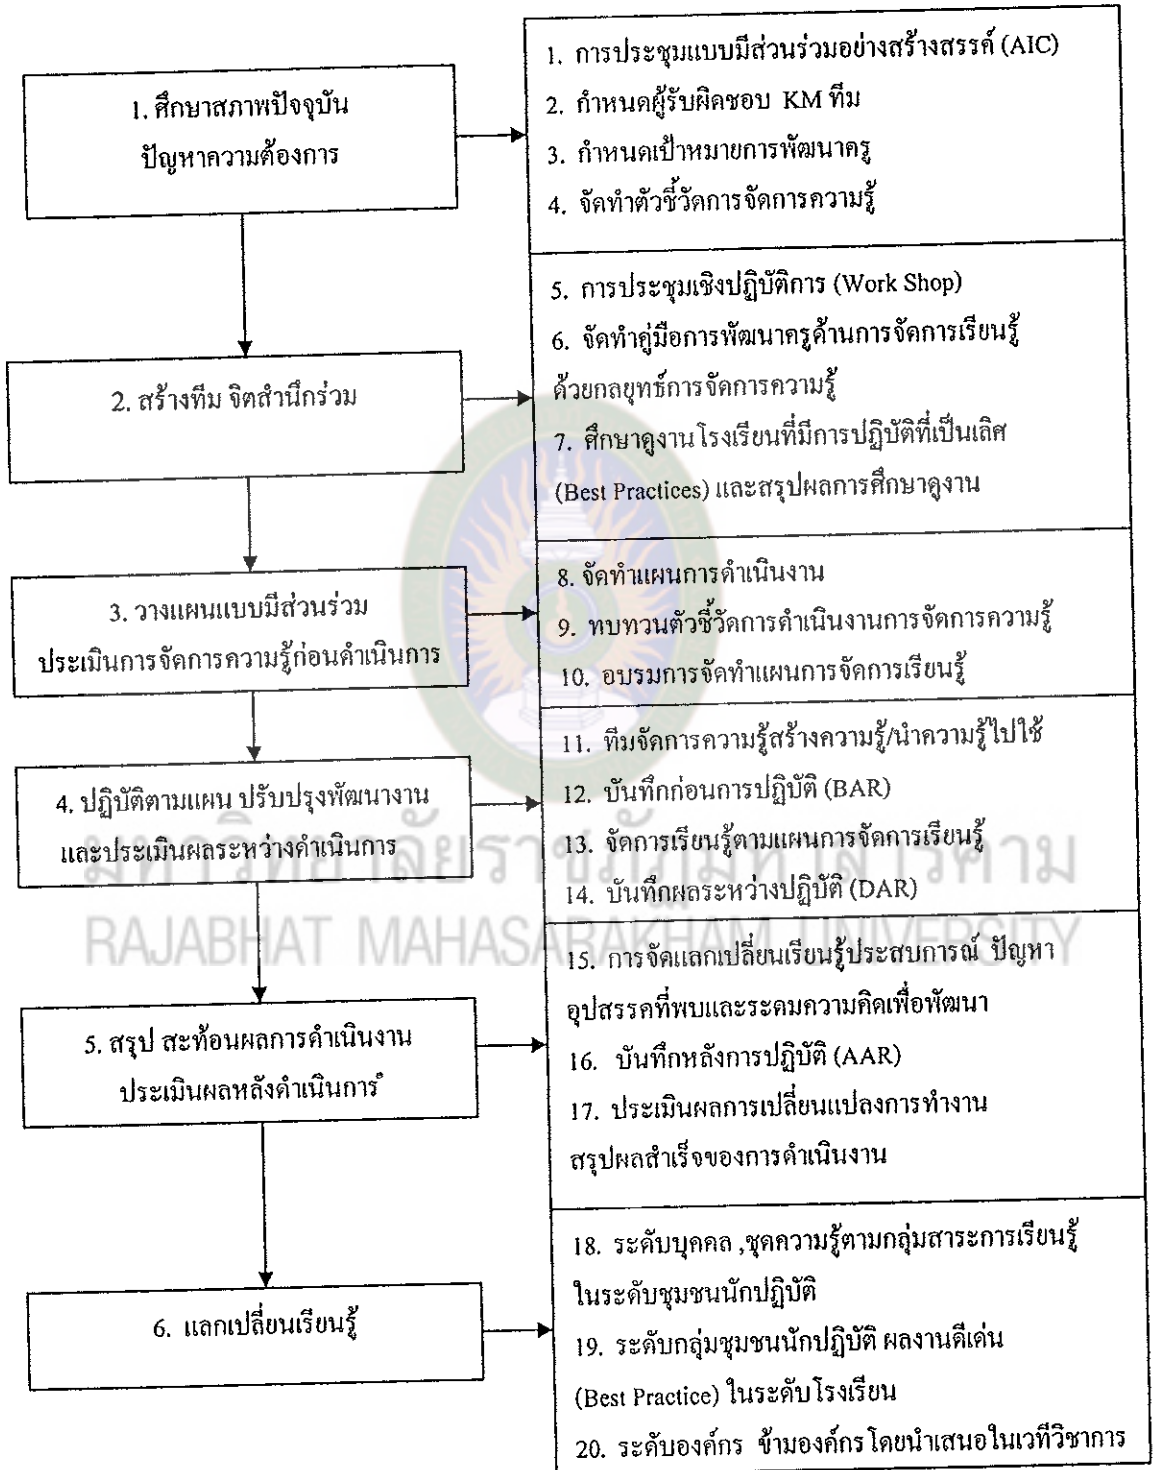 1. ศึกษาสภาพปัจจุบัน
ปัญหาความต้องการ
1. การประชุมแบบมีส่วนร่วมอย่างสร้างสรรค์ (AIC)
2. กำหนดผู้รับผิดชอบ KM ทีม
3. กำหนดเป้าหมายการพัฒนาครู
4. จัดทำตัวชี้วัดการจัดการความรู้
2. สร้างทีม จิตสำนึกร่วม
5. การประชุมเชิงปฏิบัติการ (Work Shop)
6. จัดทำคู่มือการพัฒนาครูด้านการจัดการเรียนรู้
ด้วยกลยุทธ์การจัดการความรู้
7. ศึกษาดูงานโรงเรียนที่มีการปฏิบัติที่เป็นเลิศ
(Best Practices) และสรุปผลการศึกษาดูงาน
3. วางแผนแบบมีส่วนร่วม
ประเมินการจัดการความรู้ก่อนดำเนินการ
8. จัดทำแผนการดำเนินงาน
9. ทบทวนตัวชี้วัดการดำเนินงานการจัดการความรู้
10. อบรมการจัดทำแผนการจัดการเรียนรู้
4. ปฏิบัติตามแผน ปรับปรุงพัฒนางาน
และประเมินผลระหว่างดำเนินการ
11. ทีมจัดการความรู้สร้างความรู้/นำความรู้ไปใช้
12. บันทึกก่อนการปฏิบัติ (BAR)
13. จัดการเรียนรู้ตามแผนการจัดการเรียนรู้
14. บันทึกผลระหว่างปฏิบัติ (DAR)
มหาวิทยาลัยราชภัฏมหาสารคาม
RAJABHAT MAHASARAKHAM UNIVERSITY
5. สรุป สะท้อนผลการดำเนินงาน
ประเมินผลหลังดำเนินการ
15. การจัดแลกเปลี่ยนเรียนรู้ประสบการณ์ ปัญหา
อุปสรรคที่พบและระดมความคิดเพื่อพัฒนา
16. บันทึกหลังการปฏิบัติ (AAR)
17. ประเมินผลการเปลี่ยนแปลงการทำงาน
สรุปผลสำเร็จของการดำเนินงาน
6. แลกเปลี่ยนเรียนรู้
18. ระดับบุคคล ,ชุดความรู้ตามกลุ่มสาระการเรียนรู้
ในระดับชุมชนนักปฏิบัติ
19. ระดับกลุ่มชุมชนนักปฏิบัติ ผลงานดีเด่น
(Best Practice) ในระดับโรงเรียน
20. ระดับองค์กร ข้ามองค์กรโดยนำเสนอในเวทีวิชาการ